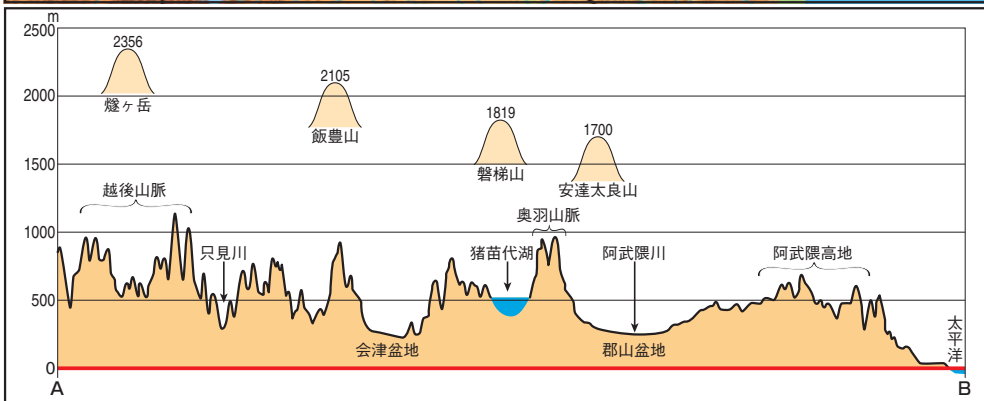 m
2500
2000
1500
1000
500
0
2356
燧ヶ岳
2105
飯豊山
1819
磐梯山
1700
安達太良山
越後山脈
只見川
猪苗代湖
奥羽山脈
阿武隈川
阿武隈高地
会津盆地
郡山盆地
太平洋
A
B